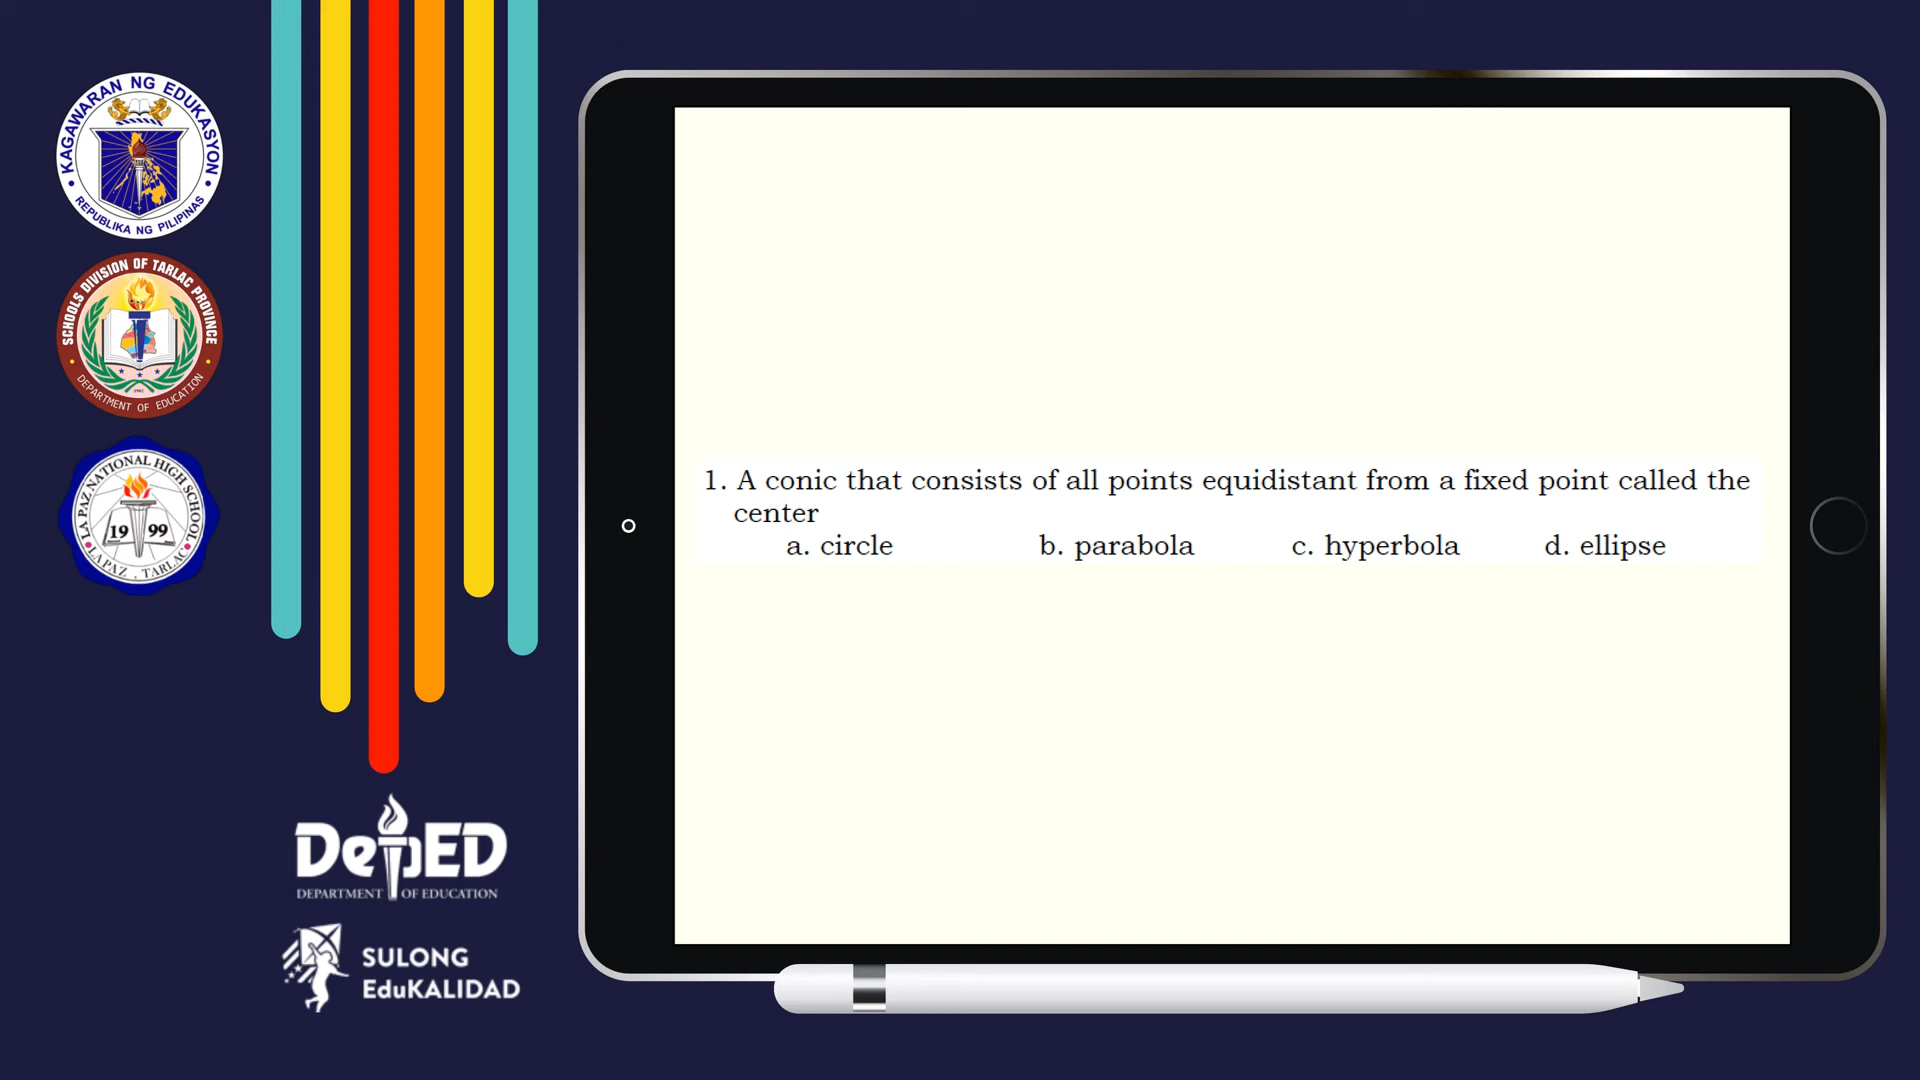 KAGAWARAN NG EDUKASYON
REPUBLIKA NG PILIPINAS
SCHOOLS DIVISION OF TARLAC PROVINCE
DEPARTMENT OF EDUCATION
LA PAZ NATIONAL HIGH SCHOOL
19 99
LA PAZ, TARLAC
DepED
DEPARTMENT OF EDUCATION
SULONG
EduKALIDAD
1. A conic that consists of all points equidistant from a fixed point called the
center
a. circle b. parabola c. hyperbola d. ellipse